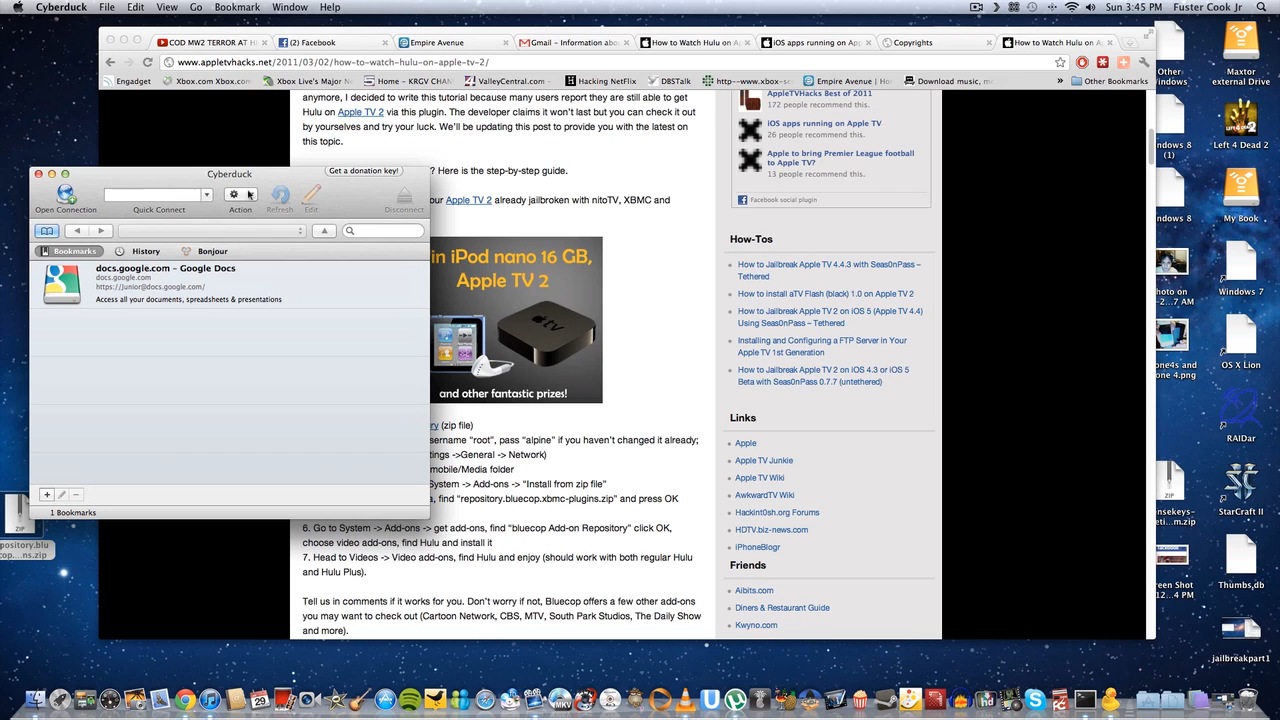 Cyberduck File Edit View Go Bookmark Window Help Sun 3:45 PM Fuster Cook Jr
COD MW2 TERROR AT H (2) Facebook Empire Avenue Gmail - Information abo How to Watch Hulu on A iOS apps running on Ap Copyrights How to Watch Hulu on A
www.appletvhacks.net/2011/03/02/how-to-watch-hulu-on-apple-tv-2/
Engadget Xbox.com Xbox.com Xbox Live's Major Ne Home - KRGV CHAN ValleyCentral.com - Hacking NetFlix DBSTalk http--www.xbox-sc Empire Avenue | H Download music, m » Other Bookmarks
anymore, I decided to write this tutorial because many users report they are still able to get
Hulu on Apple TV 2 via this plugin. The developer claims it won't last but you can check it out
by yourselves and try your luck. We'll be updating this post to provide you with the latest on
this topic.
? Here is the step-by-step guide.
our Apple TV 2 already jailbroken with nitoTV, XBMC and
in iPod nano 16 GB,
Apple TV 2
and other fantastic prizes!
ry (zip file)
sername "root", pass "alpine" if you haven't changed it already;
tings ->General -> Network)
mobile/Media folder
System -> Add-ons -> "Install from zip file"
a, find "repository.bluecop.xbmc-plugins.zip" and press OK
6. Go to System -> Add-ons -> get add-ons, find "bluecop Add-on Repository" click OK,
choose video add-ons, find Hulu and install it
7. Head to Videos -> Video add-ons, find Hulu and enjoy (should work with both regular Hulu
and Hulu Plus).
Tell us in comments if it works for you. Don't worry if not, Bluecop offers a few other add-ons
you may want to check out (Cartoon Network, CBS, MTV, South Park Studios, The Daily Show
and more).
AppleTVHacks Best of 2011
172 people recommend this.
iOS apps running on Apple TV
26 people recommend this.
Apple to bring Premier League football
to Apple TV?
13 people recommend this.
Facebook social plugin
How-Tos
How to Jailbreak Apple TV 4.4.3 with Seas0nPass –
Tethered
How to install aTV Flash (black) 1.0 on Apple TV 2
How to Jailbreak Apple TV 2 on iOS 5 (Apple TV 4.4)
Using Seas0nPass – Tethered
Installing and Configuring a FTP Server in Your
Apple TV 1st Generation
How to Jailbreak Apple TV 2 on iOS 4.3 or iOS 5
Beta with Seas0nPass 0.7.7 (untethered)
Links
Apple
Apple TV Junkie
Apple TV Wiki
AwkwardTV Wiki
Hackint0sh.org Forums
HDTV.biz-news.com
iPhoneBlogr
Friends
Aibits.com
Diners & Restaurant Guide
Kwyno.com
Cyberduck Get a donation key!
Open Connection Quick Connect Action Refresh Edit Disconnect
Bookmarks History Bonjour
docs.google.com – Google Docs
docs.google.com
https://junior@docs.google.com/
Access all your documents, spreadsheets & presentations
1 Bookmarks
ZIP
pository.blu
cop....ns.zip
Maxtor
external Drive
Left 4 Dead 2
My Book
Windows 7
OS X Lion
RAIDar
StarCraft II
Thumbs.db
jailbreakpart1
Windows 8
(1)
Windows 8
ZIP